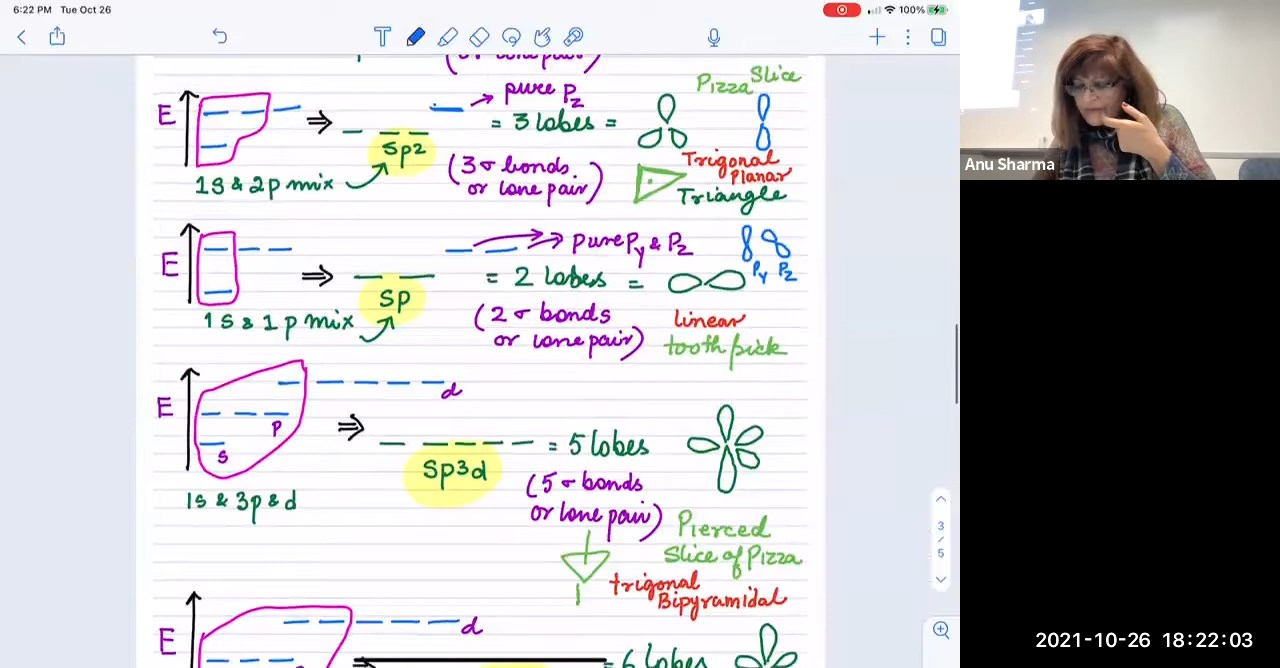 6:22 PM Tue Oct 26
100%
Pizza Slice
→ pure Pz
E
⇒
= 3 lobes =
Sp2
(3σ bonds
or lone pair)
1S & 2p mix
Trigonal
Planar
Triangle
Anu Sharma
pure Py & Pz
E
⇒
= 2 lobes =
Py Pz
Sp
1S & 1p mix
(2σ bonds
or lone pair)
linear
tooth pick
E
d
P
S
⇒
= 5 lobes
Sp3d
1s & 3p & d
(5σ bonds
or lone pair)
Pierced
Slice of Pizza
trigonal
Bipyramidal
3
/
5
E
d
= 6 lobes
2021-10-26 18:22:03